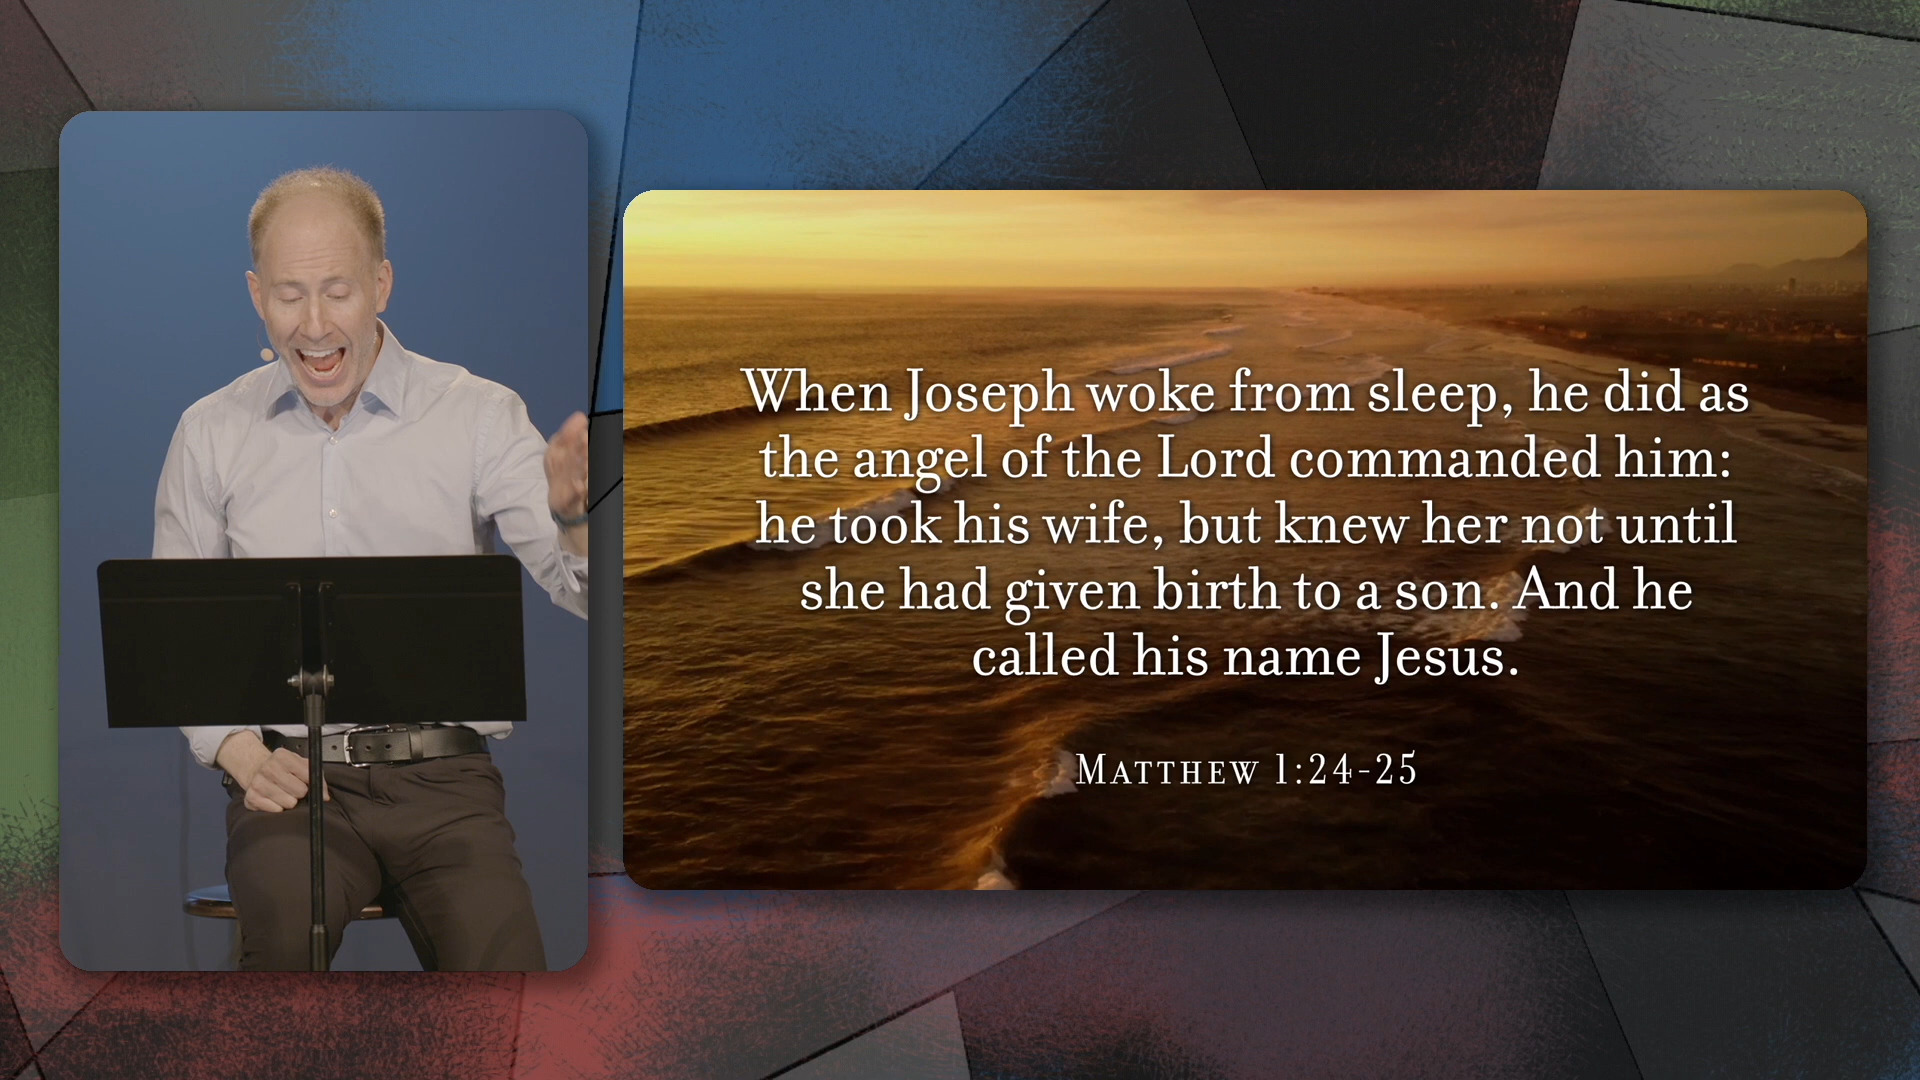 When Joseph woke from sleep, he did as
the angel of the Lord commanded him:
he took his wife, but knew her not until
she had given birth to a son. And he
called his name Jesus.
Matthew 1:24-25